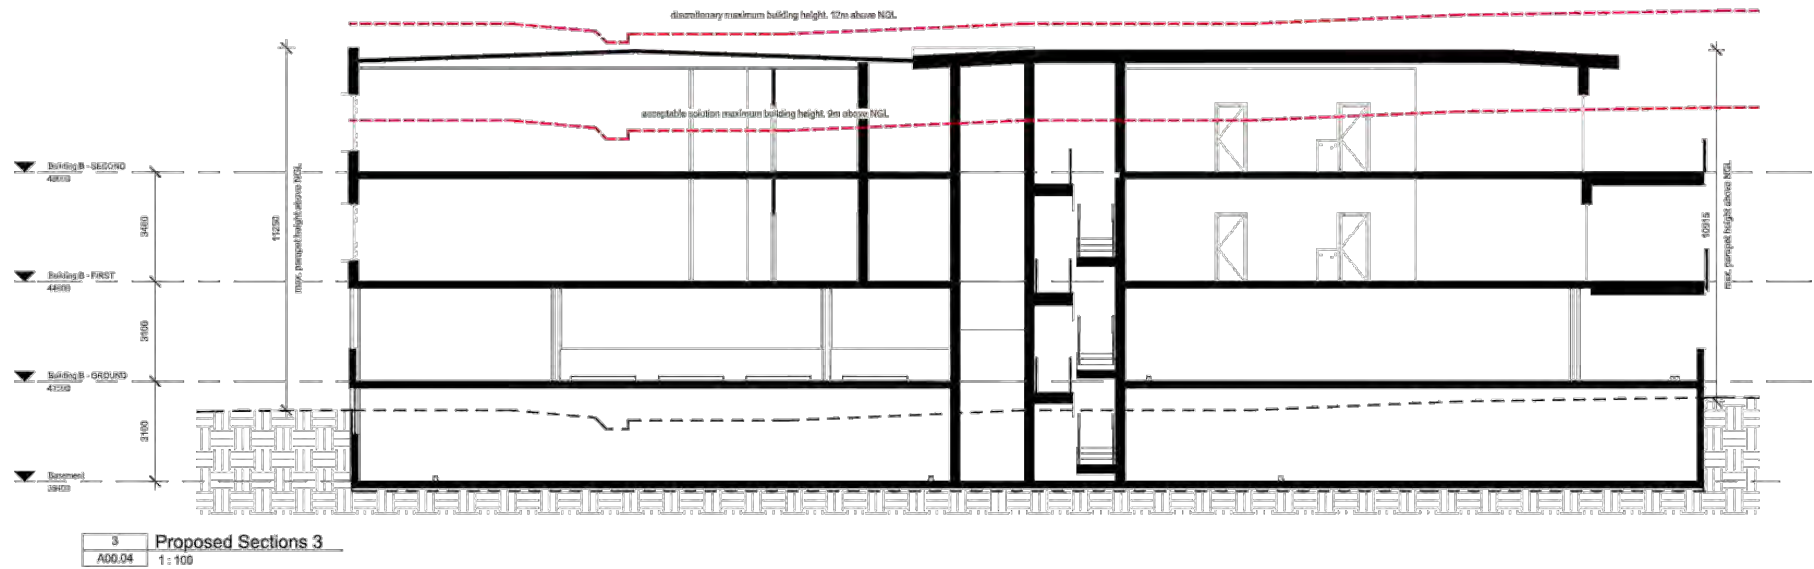 discretionary maximum building height. 12m above NGL
acceptable solution maximum building height. 9m above NGL
Building B - SECOND
Building B - FIRST
Building B - GROUND
Basement
3100
3100
11250
max. parapet height above NGL
max. parapet height above NGL
3
Proposed Sections 3
A00.04
1 : 100